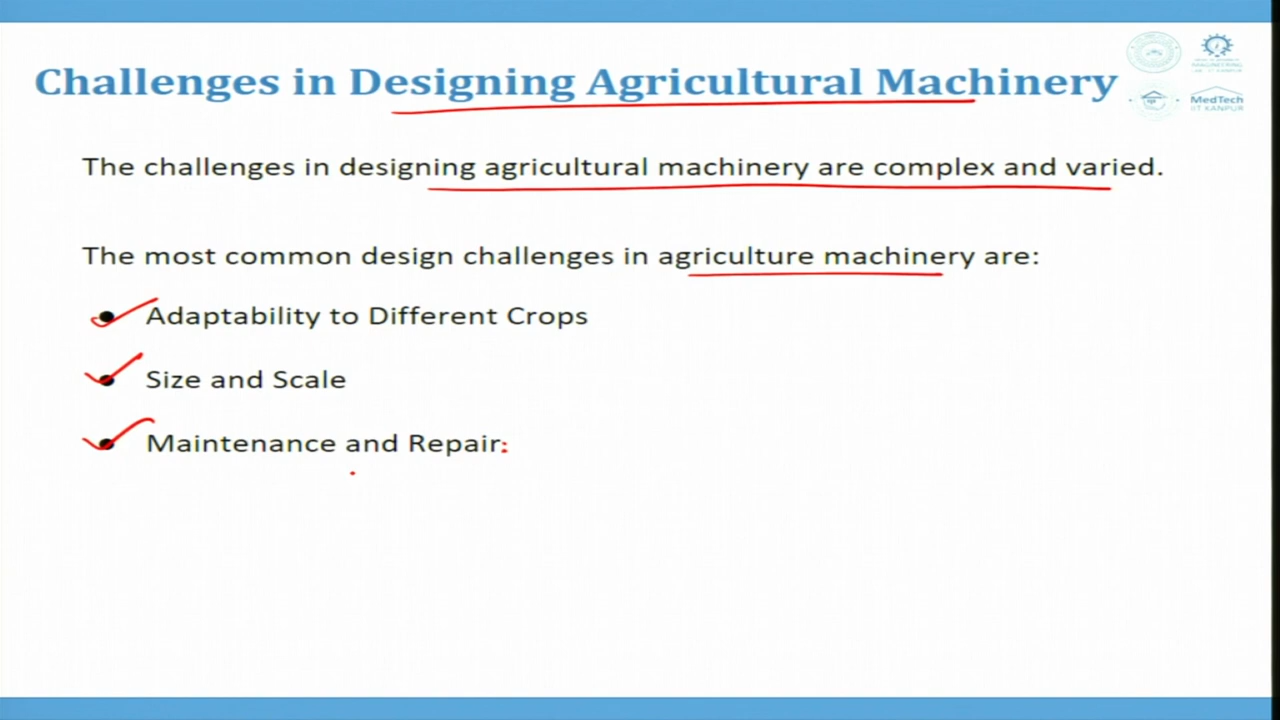 Challenges in Designing Agricultural Machinery
MedTech
IIT KANPUR
The challenges in designing agricultural machinery are complex and varied.
The most common design challenges in agriculture machinery are:
• Adaptability to Different Crops
• Size and Scale
• Maintenance and Repair: